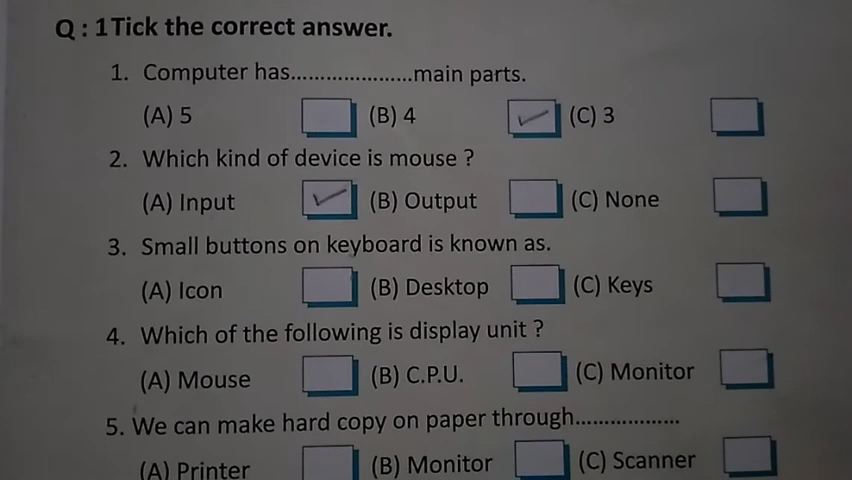 Q : 1 Tick the correct answer.
1. Computer has.....................main parts.
(A) 5 (B) 4 (C) 3
2. Which kind of device is mouse ?
(A) Input (B) Output (C) None
3. Small buttons on keyboard is known as.
(A) Icon (B) Desktop (C) Keys
4. Which of the following is display unit ?
(A) Mouse (B) C.P.U. (C) Monitor
5. We can make hard copy on paper through..................
(A) Printer (B) Monitor (C) Scanner